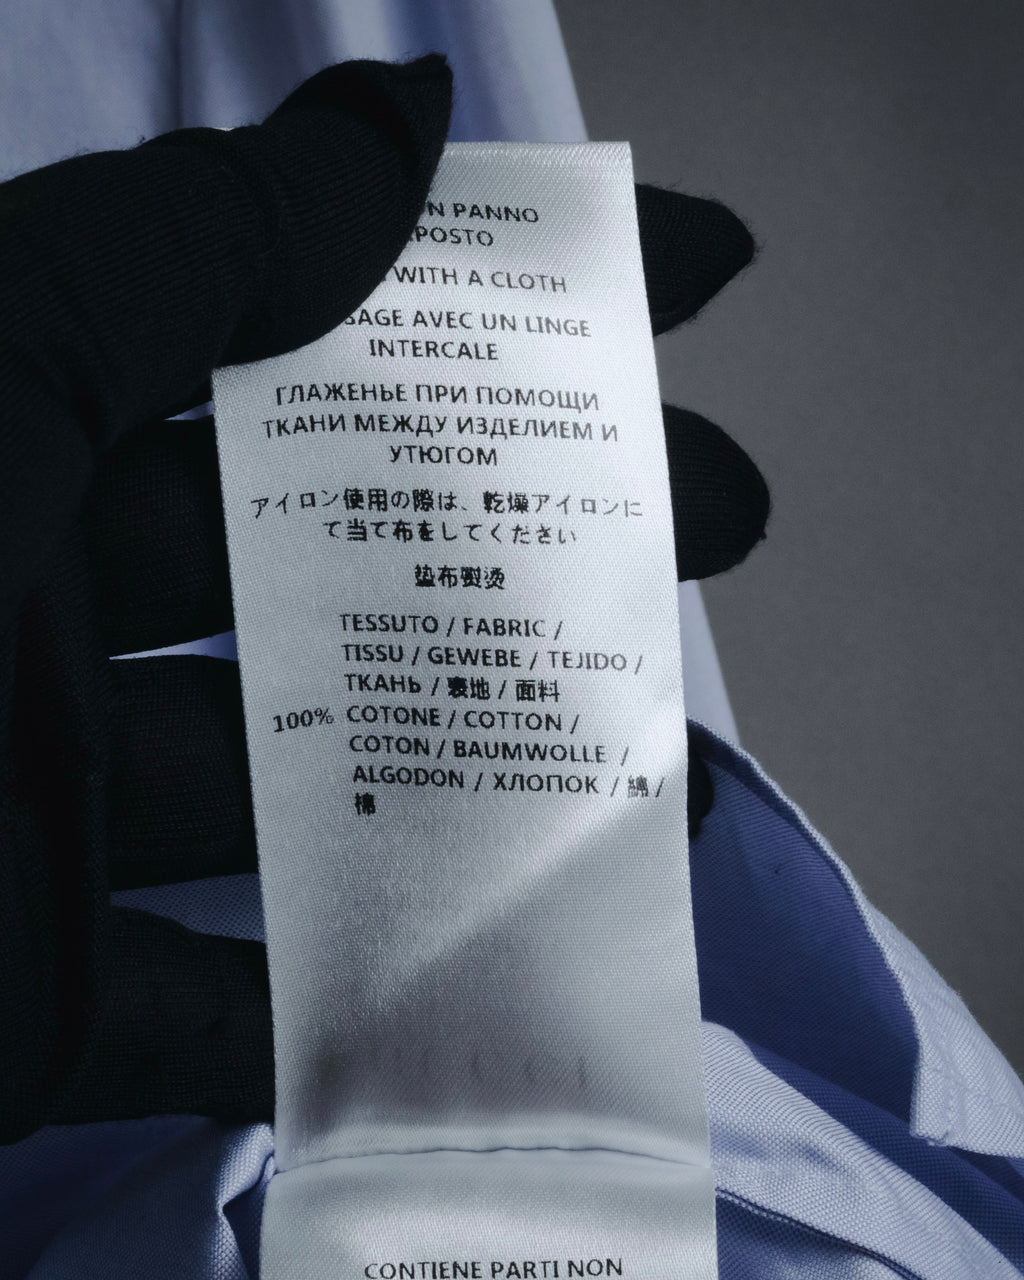 PANNO
WITH A CLOTH
AVEC UN LINGE
INTERCALE
ГЛАЖЕНЬЕ ПРИ ПОМОЩИ
ТКАНИ МЕЖДУ ИЗДЕЛИЕМ И
УТЮГОМ
アイロン使用の際は、乾燥アイロンに
て当て布をしてください
垫布熨烫
TESSUTO / FABRIC /
TISSU / GEWEBE / TEJIDO /
ТКАНЬ / 裏地 / 面料
100% COTONE / COTTON /
COTON / BAUMWOLLE /
ALGODON / ХЛОПОК / 綿 /
棉
CONTIENE PARTI NON